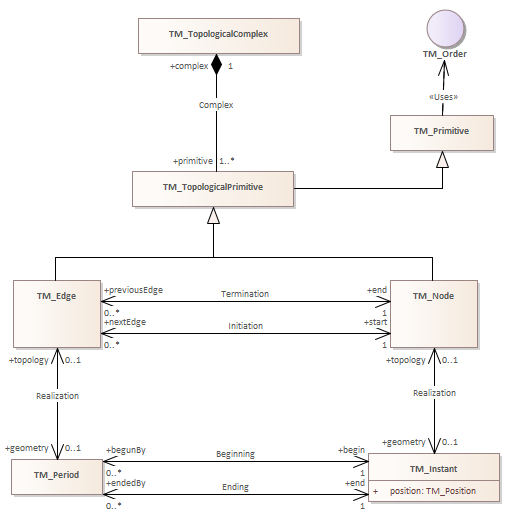 TM_TopologicalComplex
TM_Order
+complex 1
«Uses»
Complex
TM_Primitive
+primitive 1..*
TM_TopologicalPrimitive
TM_Edge
+previousEdge
Termination
+end
TM_Node
0..*
1
+nextEdge
Initiation
+start
0..*
1
+topology 0..1
+topology 0..1
Realization
Realization
+geometry 0..1
+geometry 0..1
TM_Period
+begunBy
Beginning
+begin
TM_Instant
0..*
1
+endedBy
Ending
+end
+ position: TM_Position
0..*
1